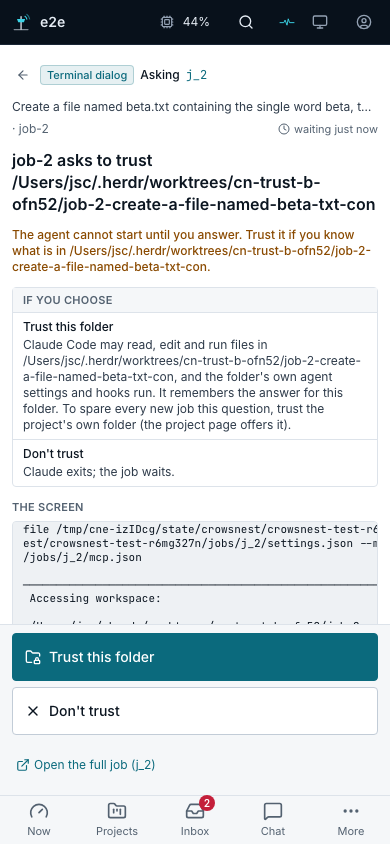 e2e
44%
Terminal dialog Asking j_2
Create a file named beta.txt containing the single word beta, t...
· job-2
waiting just now
job-2 asks to trust
/Users/jsc/.herdr/worktrees/cn-trust-b-
ofn52/job-2-create-a-file-named-beta-txt-con
The agent cannot start until you answer. Trust it if you know
what is in /Users/jsc/.herdr/worktrees/cn-trust-b-ofn52/job-2-
create-a-file-named-beta-txt-con.
IF YOU CHOOSE
Trust this folder
Claude Code may read, edit and run files in
/Users/jsc/.herdr/worktrees/cn-trust-b-ofn52/job-2-create-
a-file-named-beta-txt-con, and the folder's own agent
settings and hooks run. It remembers the answer for this
folder. To spare every new job this question, trust the
project's own folder (the project page offers it).
Don't trust
Claude exits; the job waits.
THE SCREEN
file /tmp/cne-izIDcg/state/crowsnest/crowsnest-test-r6
est/crowsnest-test-r6mg327n/jobs/j_2/settings.json --m
/jobs/j_2/mcp.json
Accessing workspace:
Trust this folder
Don't trust
Open the full job (j_2)
2
Now
Projects
Inbox
Chat
More